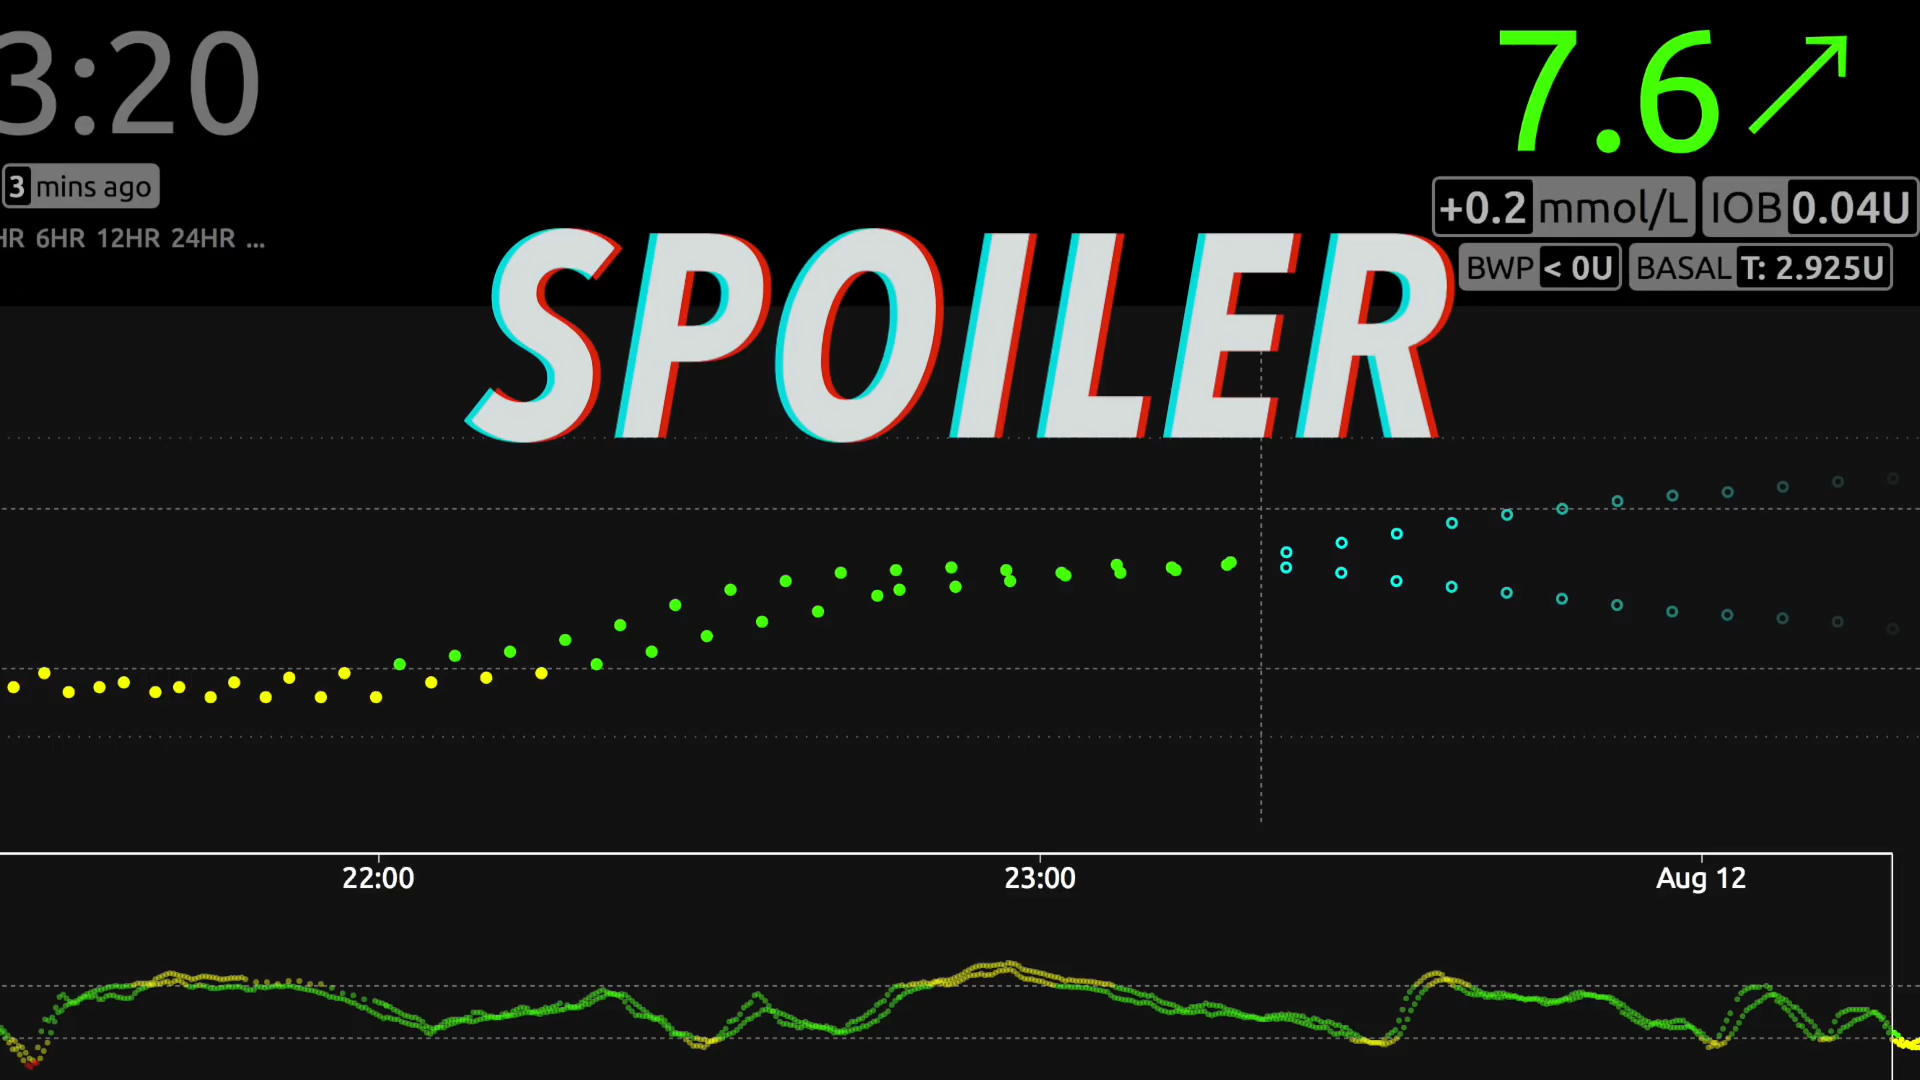 3:20
7.6
3 mins ago
+0.2 mmol/L IOB 0.04U
HR 6HR 12HR 24HR ...
BWP < 0U BASAL T: 2.925U
SPOILER
22:00 23:00 Aug 12